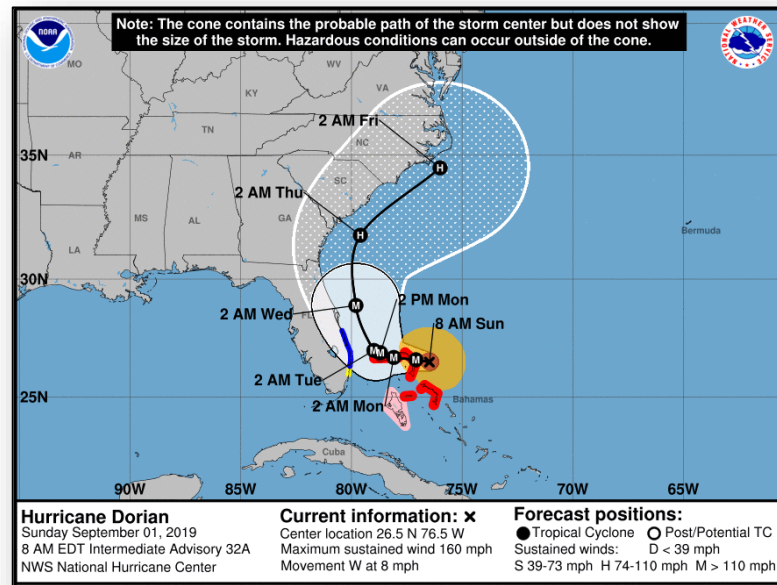 Note: The cone contains the probable path of the storm center but does not show
the size of the storm. Hazardous conditions can occur outside of the cone.
NOAA
NATIONAL WEATHER SERVICE
MO
KY
WV
VA
2 AM Fri
TN
NC
35N
AR
2 AM Thu
SC
MS
AL
GA
LA
Bermuda
30N
2 PM Mon
2 AM Wed
FL
8 AM Sun
H
H
M
M
M
M
M
2 AM Tue
25N
2 AM Mon
Bahamas
Cuba
90W
85W
80W
75W
70W
65W
Hurricane Dorian
Sunday September 01, 2019
8 AM EDT Intermediate Advisory 32A
NWS National Hurricane Center
Current information: x
Center location 26.5 N 76.5 W
Maximum sustained wind 160 mph
Movement W at 8 mph
Forecast positions:
● Tropical Cyclone ○ Post/Potential TC
Sustained winds: D < 39 mph
S 39-73 mph H 74-110 mph M > 110 mph